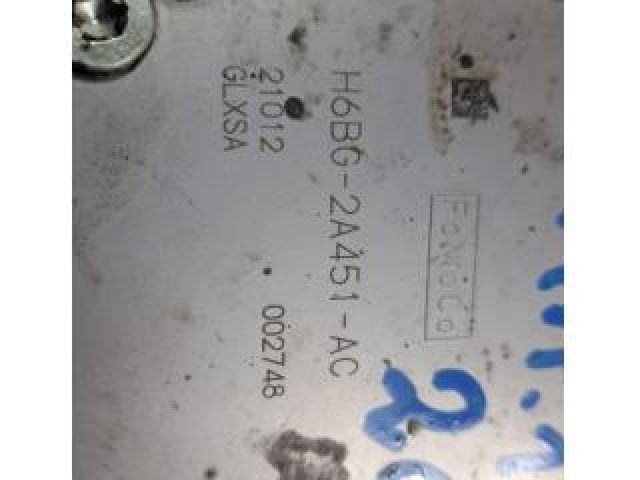 FoMoCo
H6BG-2A451-AC
21012 002748
GLXSA